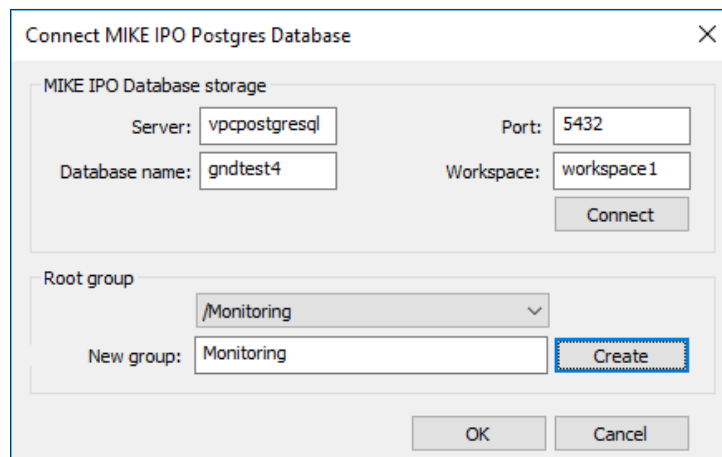 Connect MIKE IPO Postgres Database
MIKE IPO Database storage
Server: vpcpostgresql Port: 5432
Database name: gndtest4 Workspace: workspace1
Connect
Root group
/Monitoring
New group: Monitoring Create
OK Cancel